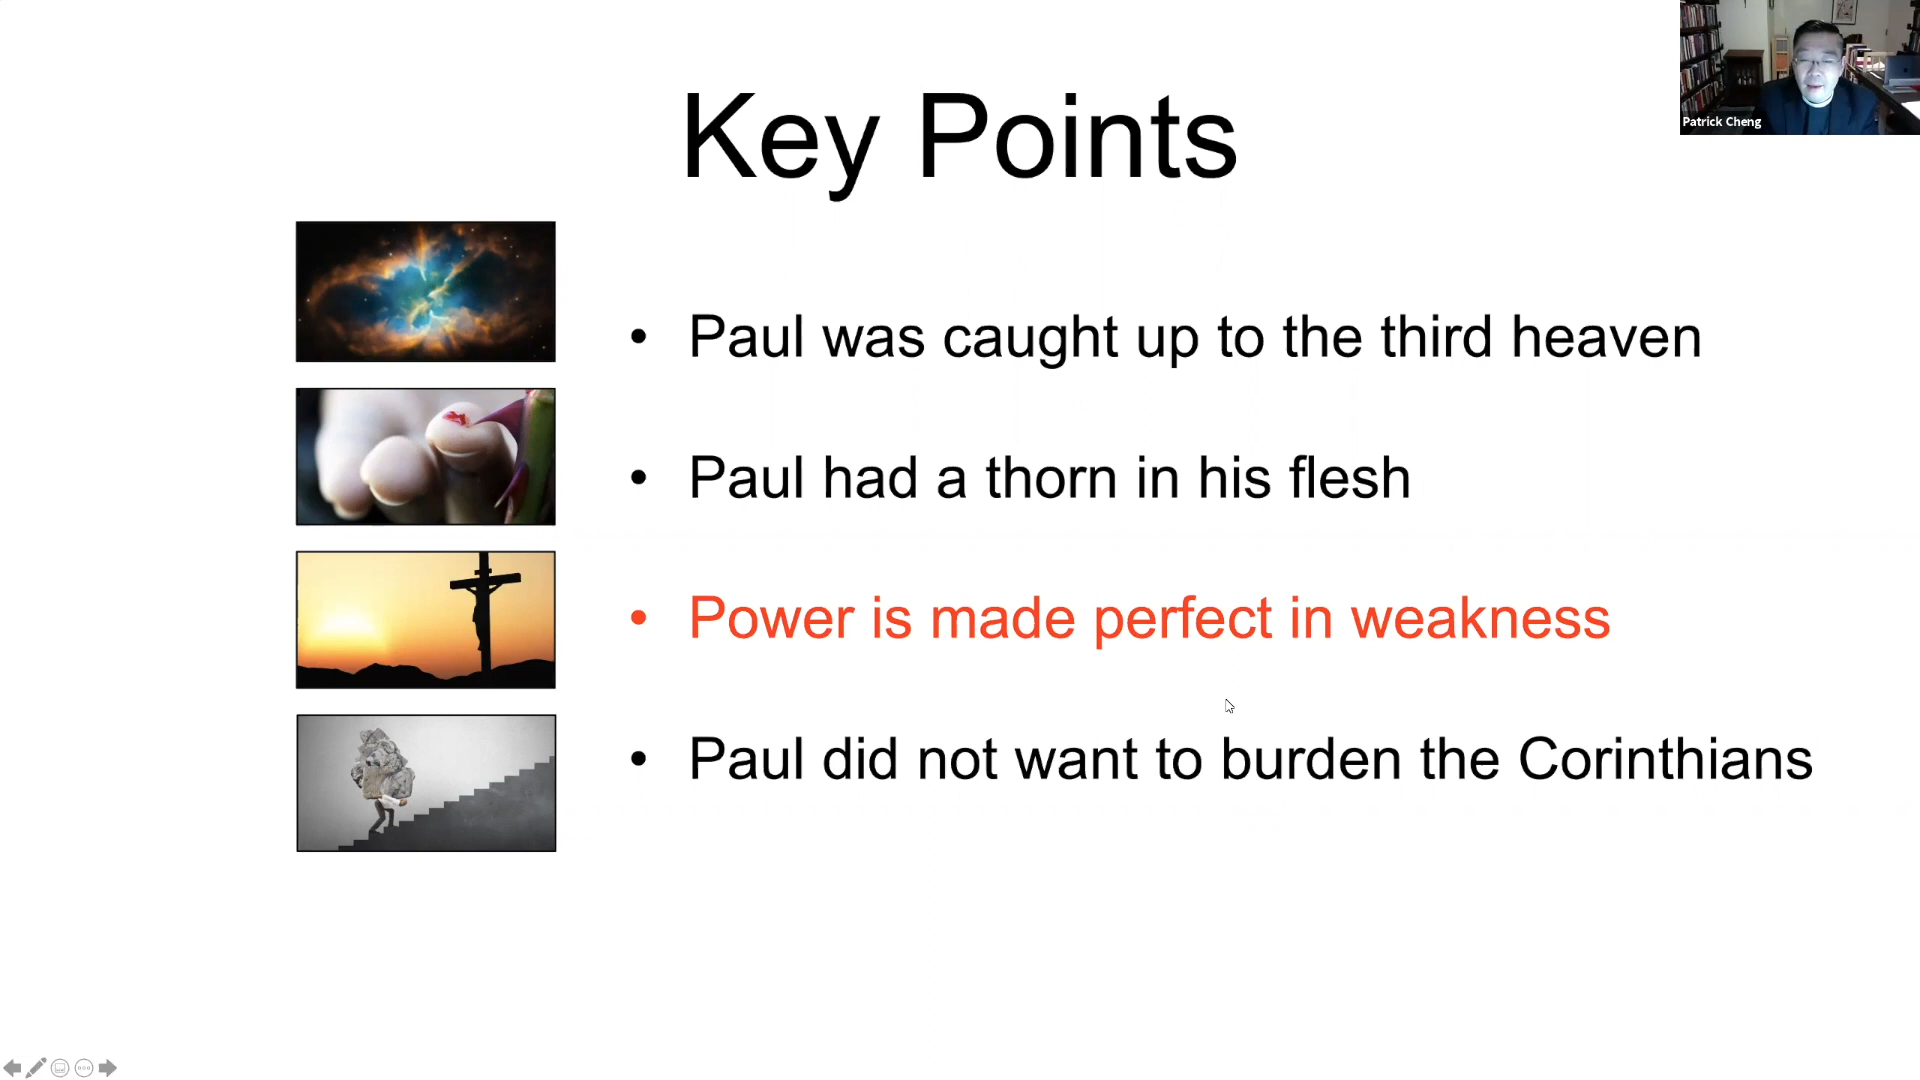 Key Points
Patrick Cheng
• Paul was caught up to the third heaven
• Paul had a thorn in his flesh
• Power is made perfect in weakness
• Paul did not want to burden the Corinthians